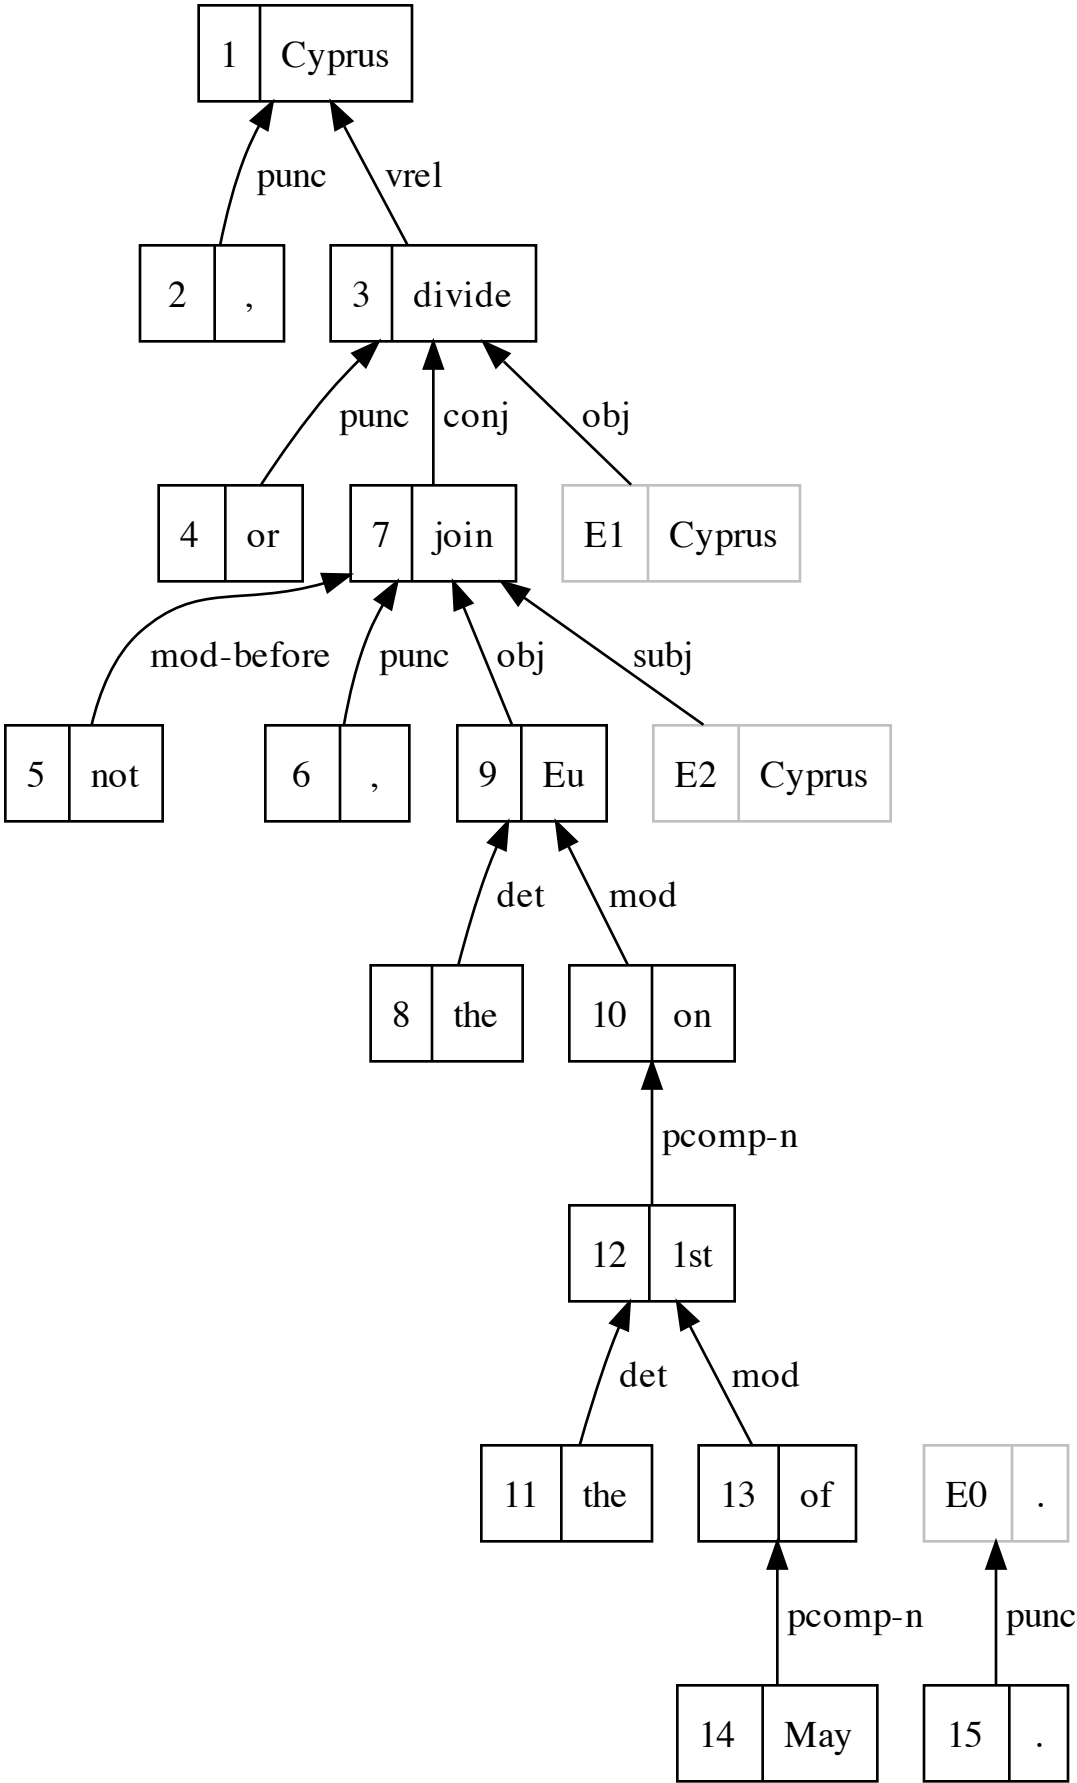 1 Cyprus
punc vrel
2 , 3 divide
punc conj obj
4 or 7 join E1 Cyprus
mod-before punc obj subj
5 not 6 , 9 Eu E2 Cyprus
det mod
8 the 10 on
pcomp-n
12 1st
det mod
11 the 13 of E0 .
pcomp-n punc
14 May 15 .